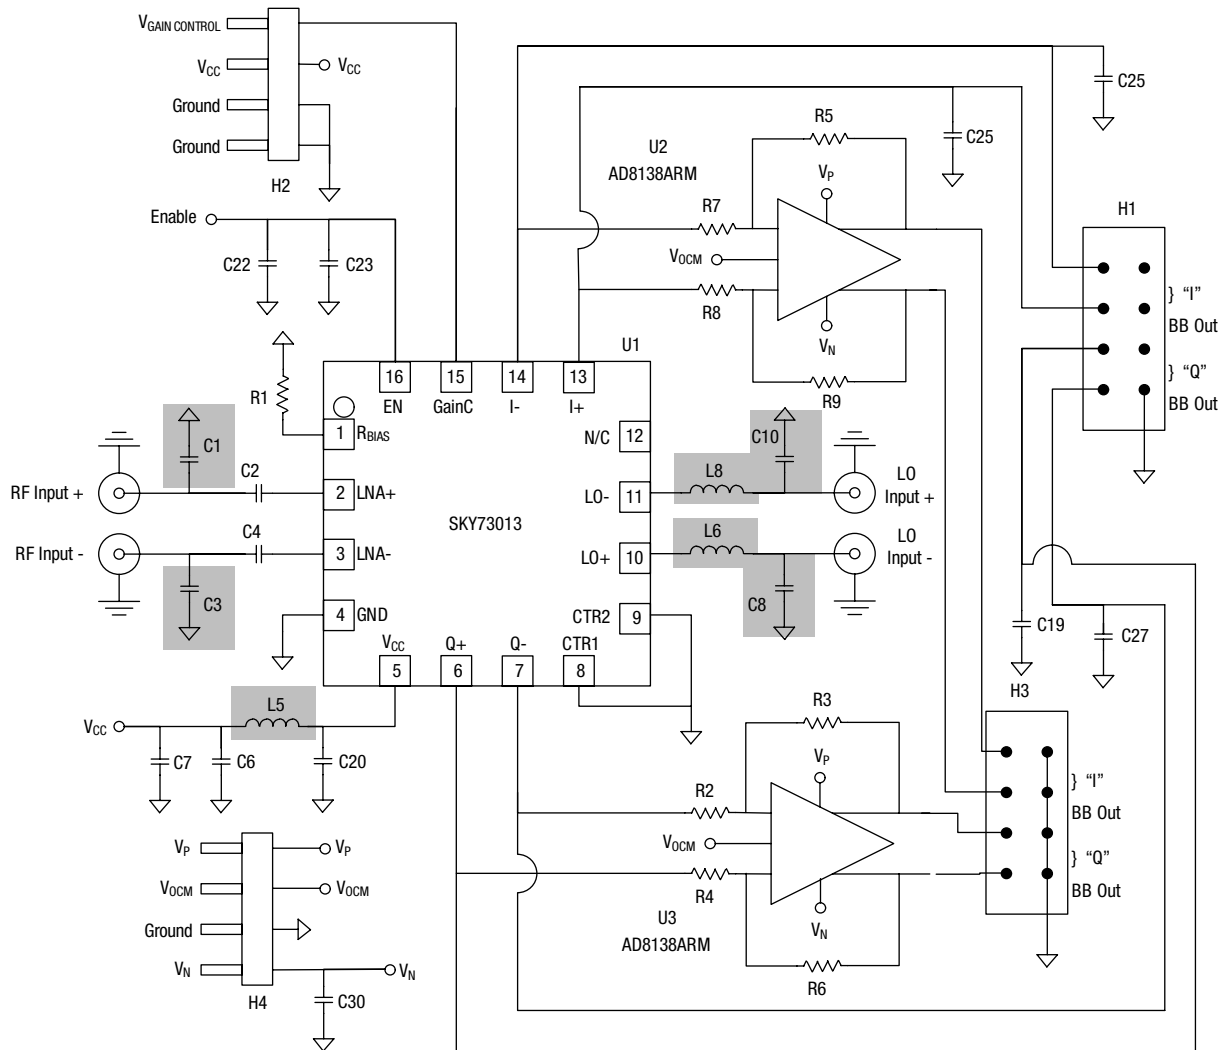 VGAIN CONTROL
VCC
VCC
Ground
Ground
H2
C25
C25
R5
U2
AD8138ARM
VP
R7
VOCM
R8
VN
R9
H1
} “I”
BB Out
} “Q”
BB Out
Enable
C22
C23
R1
U1
16
15
14
13
EN
GainC
I-
I+
1
RBIAS
N/C
12
C1
C2
C10
L8
RF Input +
2
LNA+
LO-
11
LO
Input +
SKY73013
C4
L6
RF Input -
3
LNA-
LO+
10
LO
Input -
C3
C8
4
GND
CTR2
9
VCC
Q+
Q-
CTR1
5
6
7
8
C19
C27
H3
VCC
L5
C7
C6
C20
R3
VP
R2
VOCM
R4
VN
U3
AD8138ARM
R6
} “I”
BB Out
} “Q”
BB Out
VP
VP
VOCM
VOCM
Ground
VN
VN
H4
C30